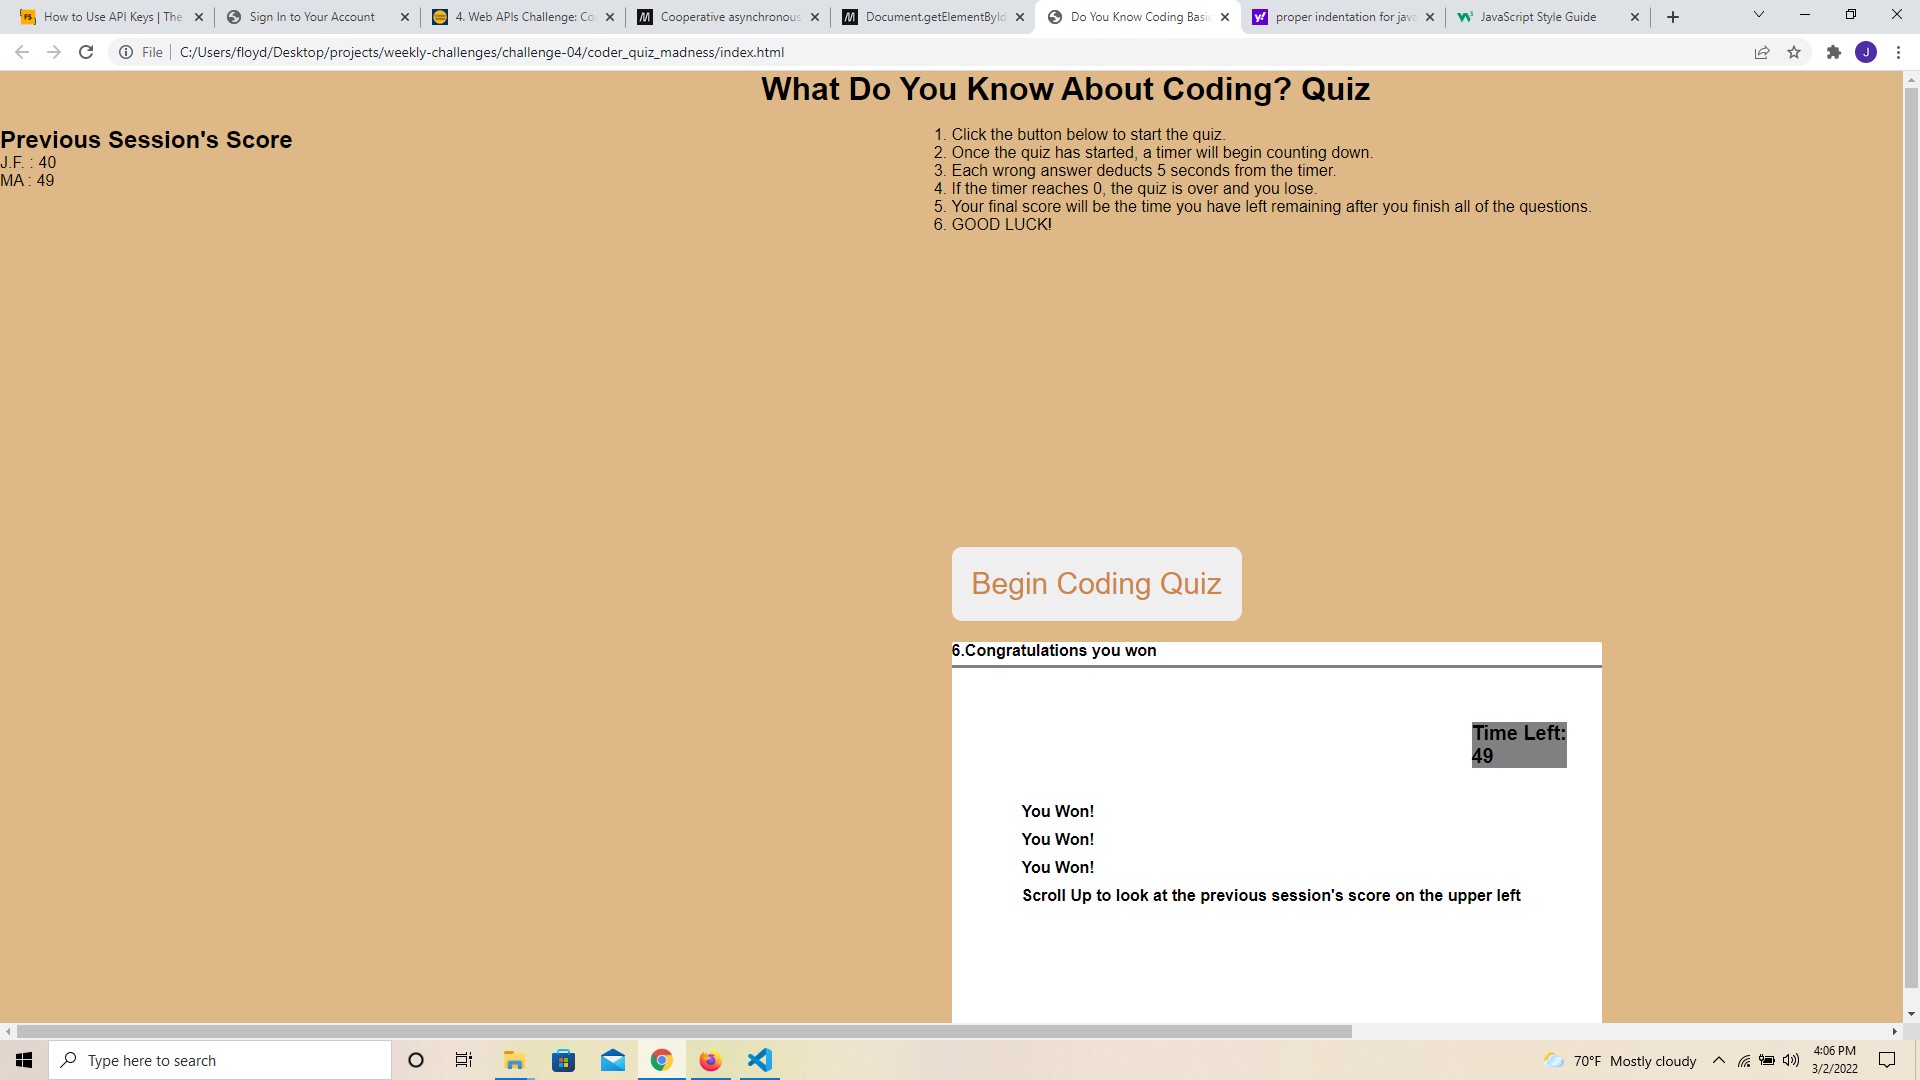 How to Use API Keys | The
Sign In to Your Account
4. Web APIs Challenge: Co
Cooperative asynchronous
Document.getElementById
Do You Know Coding Basic
proper indentation for java
JavaScript Style Guide
File
C:/Users/floyd/Desktop/projects/weekly-challenges/challenge-04/coder_quiz_madness/index.html
J
What Do You Know About Coding? Quiz
Previous Session's Score
J.F. : 40
MA : 49
1. Click the button below to start the quiz.
2. Once the quiz has started, a timer will begin counting down.
3. Each wrong answer deducts 5 seconds from the timer.
4. If the timer reaches 0, the quiz is over and you lose.
5. Your final score will be the time you have left remaining after you finish all of the questions.
6. GOOD LUCK!
Begin Coding Quiz
6.Congratulations you won
Time Left:
49
You Won!
You Won!
You Won!
Scroll Up to look at the previous session's score on the upper left
Type here to search
70°F Mostly cloudy
4:06 PM
3/2/2022